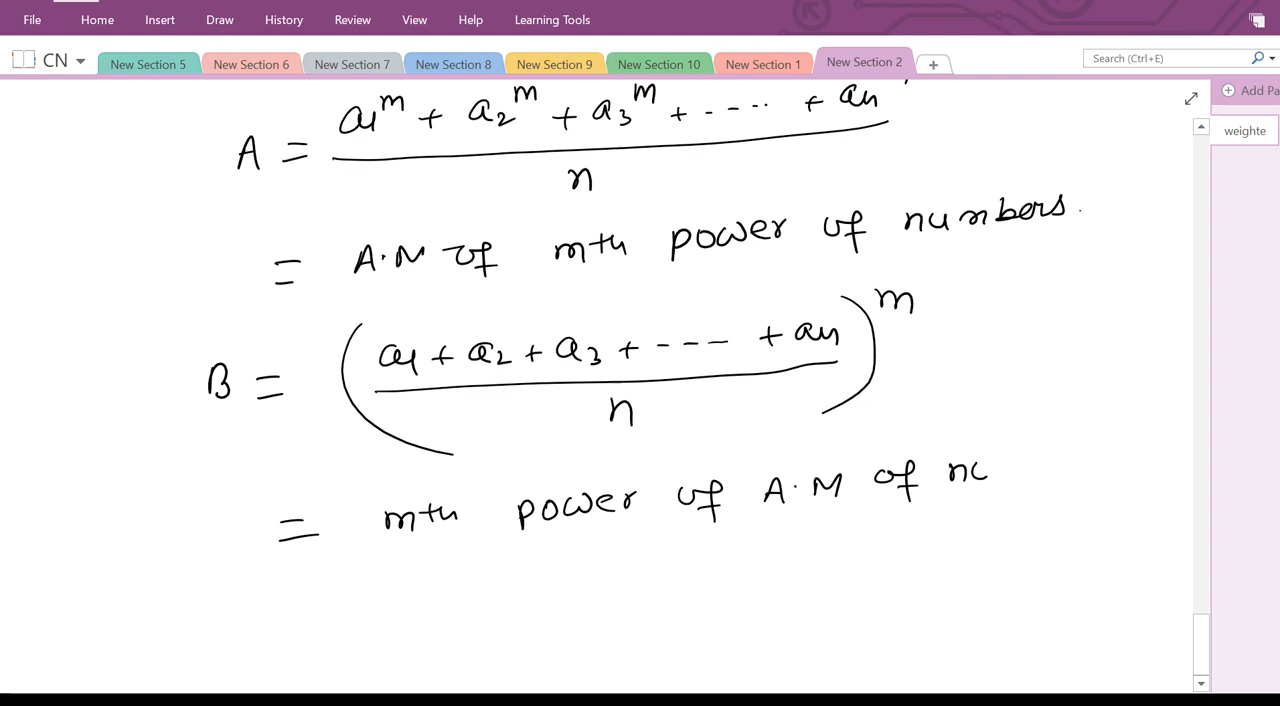 File Home Insert Draw History Review View Help Learning Tools
CN New Section 5 New Section 6 New Section 7 New Section 8 New Section 9 New Section 10 New Section 1 New Section 2 + Search (Ctrl+E)
Add Pa
weighte
A = (a1^m + a2^m + a3^m + ----- + an) / n
= A.M of mth power of numbers.
B = ((a1 + a2 + a3 + ---- + an) / n)^m
= mth power of A.M of